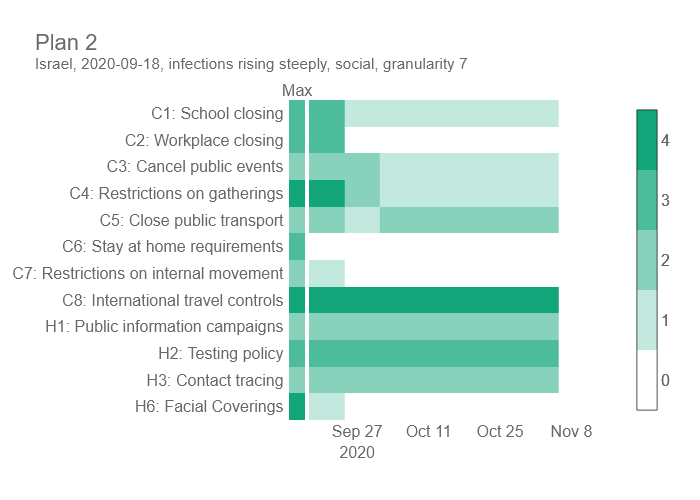 Plan 2
Israel, 2020-09-18, infections rising steeply, social, granularity 7
Max
C1: School closing
C2: Workplace closing
C3: Cancel public events
C4: Restrictions on gatherings
C5: Close public transport
C6: Stay at home requirements
C7: Restrictions on internal movement
C8: International travel controls
H1: Public information campaigns
H2: Testing policy
H3: Contact tracing
H6: Facial Coverings
Sep 27 Oct 11 Oct 25 Nov 8
2020
4
3
2
1
0